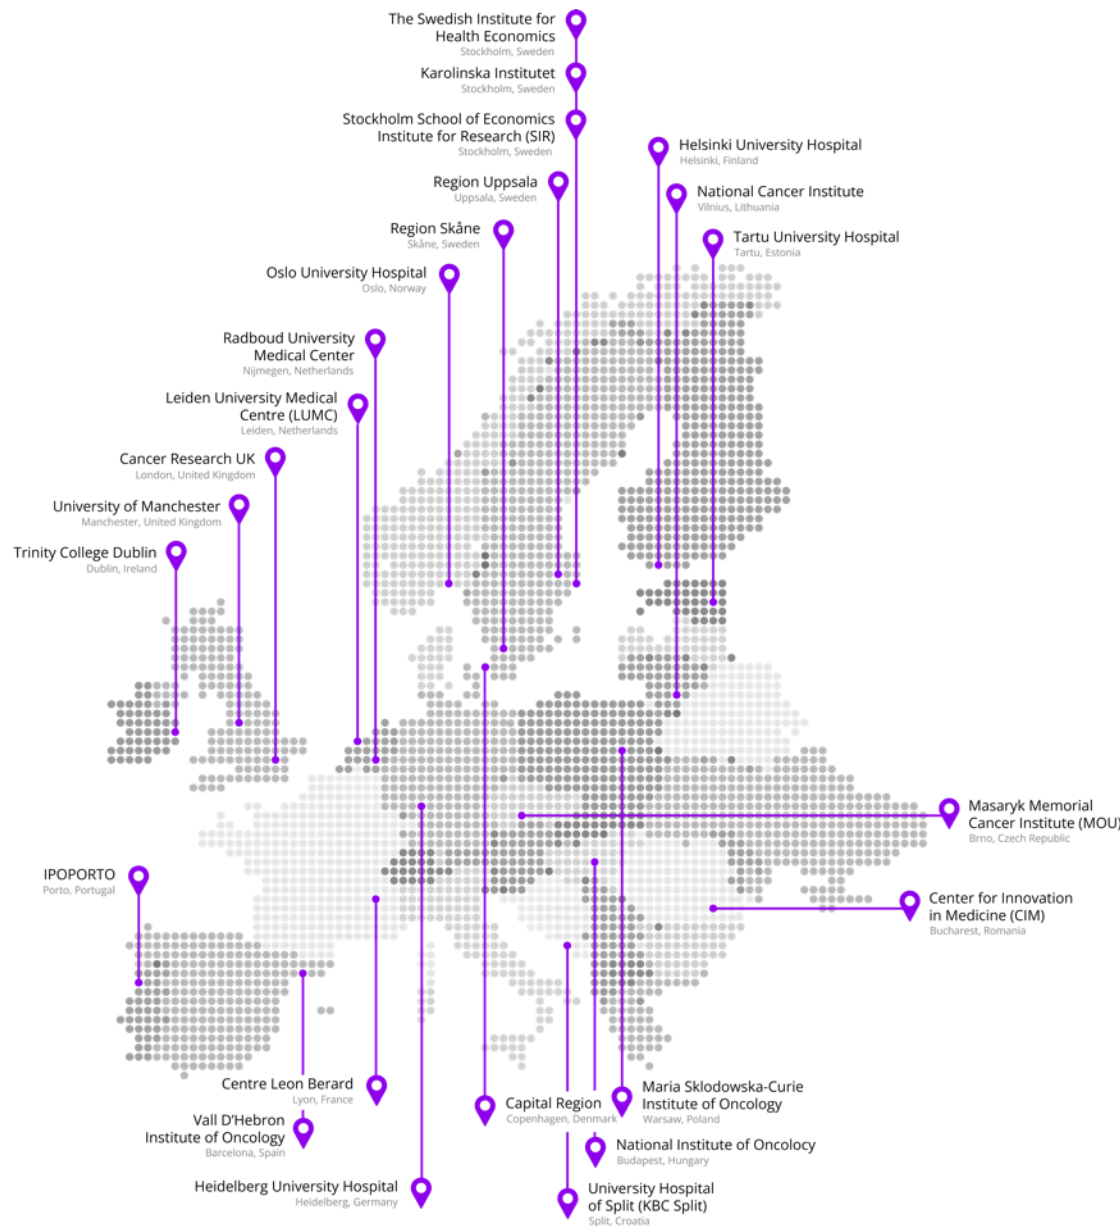 The Swedish Institute for
Health Economics
Stockholm, Sweden
Karolinska Institutet
Stockholm, Sweden
Stockholm School of Economics
Institute for Research (SIR)
Stockholm, Sweden
Helsinki University Hospital
Helsinki, Finland
Region Uppsala
Uppsala, Sweden
National Cancer Institute
Vilnius, Lithuania
Region Skåne
Skåne, Sweden
Tartu University Hospital
Tartu, Estonia
Oslo University Hospital
Oslo, Norway
Radboud University
Medical Center
Nijmegen, Netherlands
Leiden University Medical
Centre (LUMC)
Leiden, Netherlands
Cancer Research UK
London, United Kingdom
University of Manchester
Manchester, United Kingdom
Trinity College Dublin
Dublin, Ireland
Masaryk Memorial
Cancer Institute (MOU)
Brno, Czech Republic
IPOPORTO
Porto, Portugal
Center for Innovation
in Medicine (CIM)
Bucharest, Romania
Centre Leon Berard
Lyon, France
Capital Region
Copenhagen, Denmark
Maria Sklodowska-Curie
Institute of Oncology
Warsaw, Poland
Vall D'Hebron
Institute of Oncology
Barcelona, Spain
National Institute of Oncolocy
Budapest, Hungary
Heidelberg University Hospital
Heidelberg, Germany
University Hospital
of Split (KBC Split)
Split, Croatia